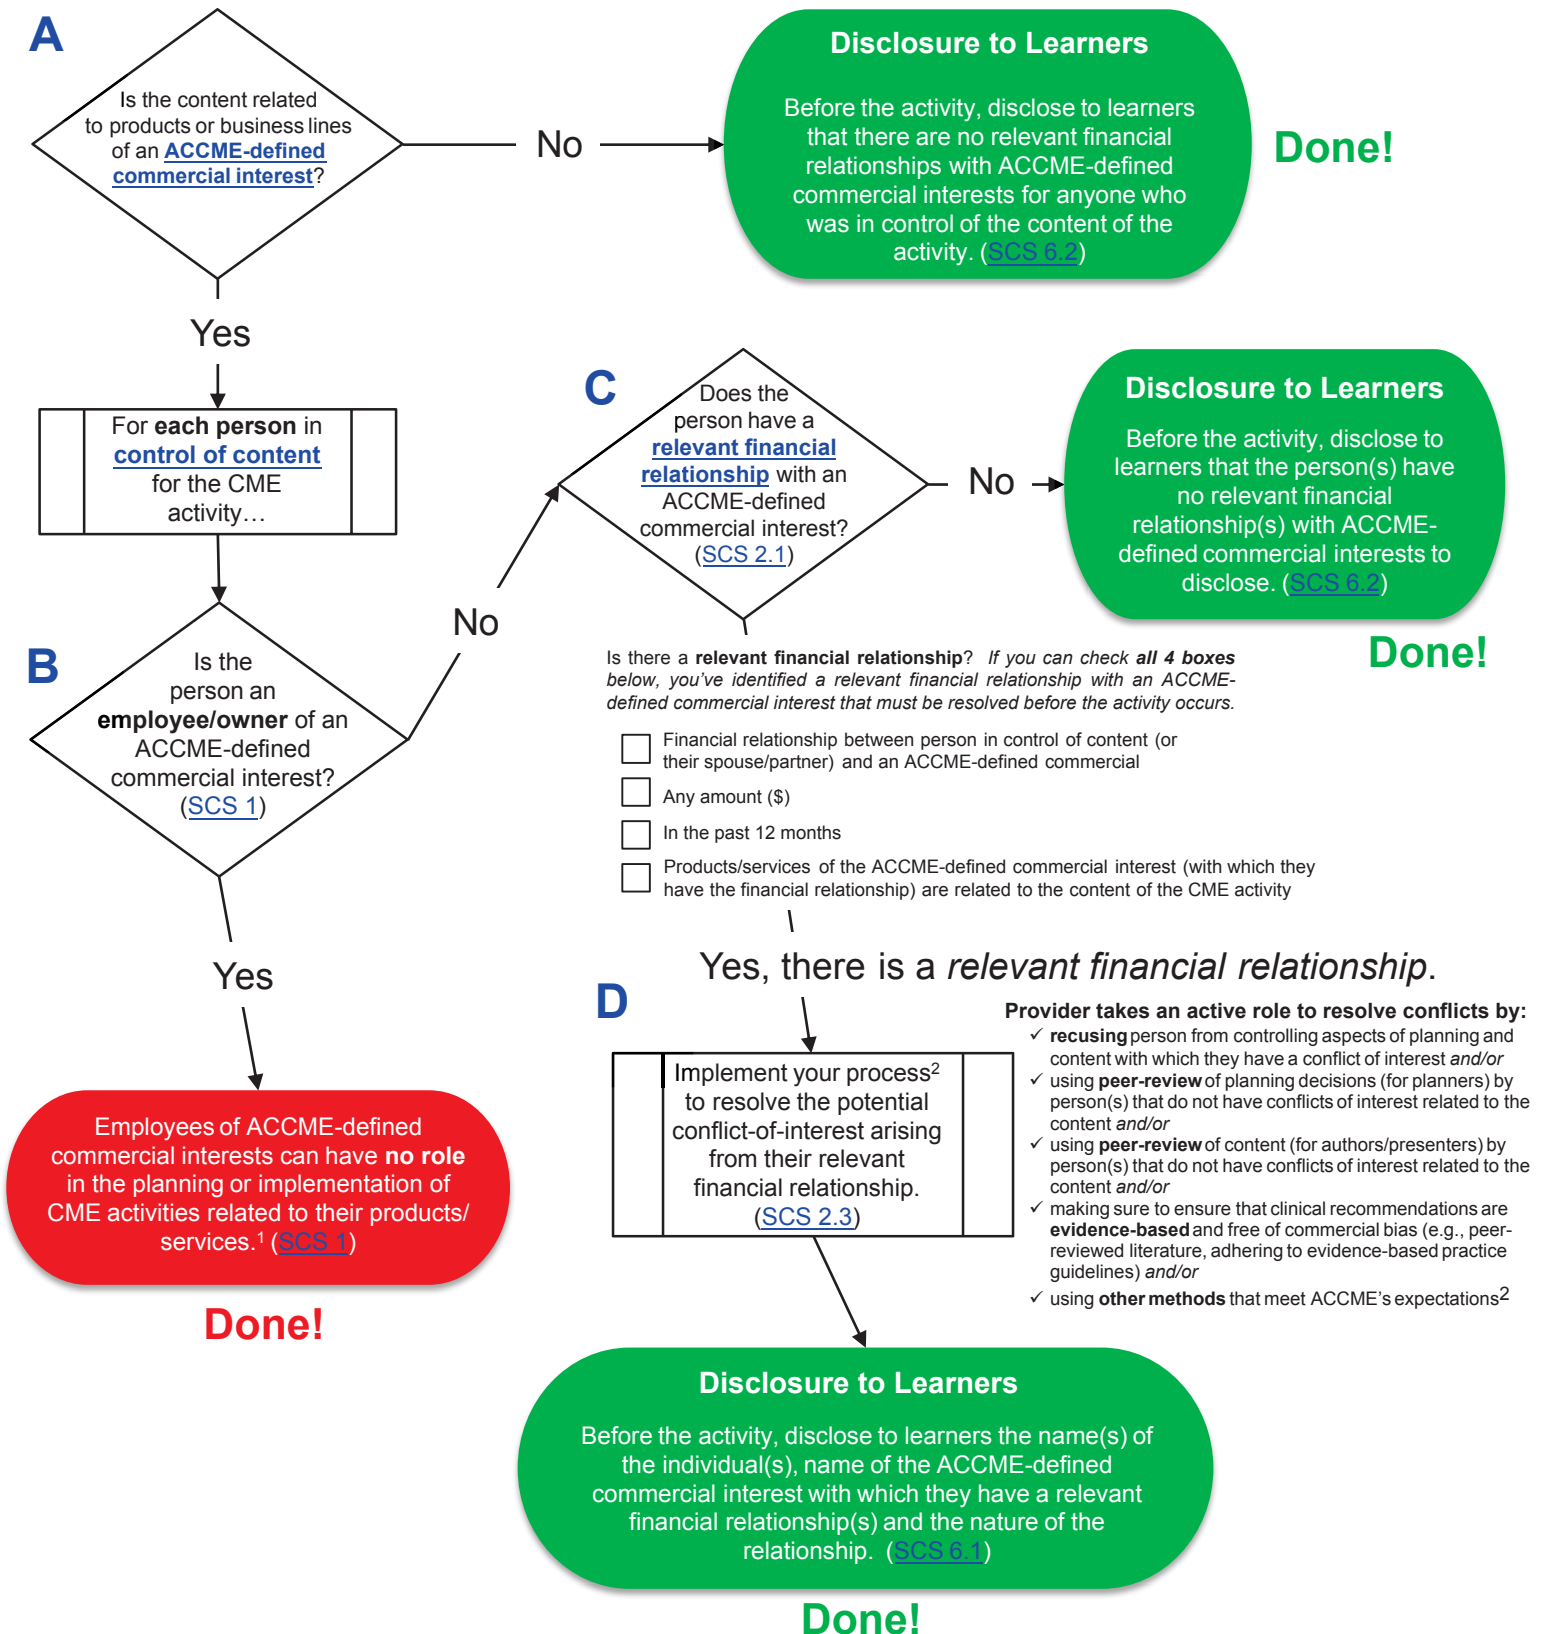 A
Is the content related
to products or business lines
of an ACCME-defined
commercial interest?
No
Disclosure to Learners
Before the activity, disclose to learners
that there are no relevant financial
relationships with ACCME-defined
commercial interests for anyone who
was in control of the content of the
activity. (SCS 6.2)
Done!
Yes
For each person in
control of content
for the CME
activity…
B
Is the
person an
employee/owner of an
ACCME-defined
commercial interest?
(SCS 1)
No
C
Does the
person have a
relevant financial
relationship with an
ACCME-defined
commercial interest?
(SCS 2.1)
No
Disclosure to Learners
Before the activity, disclose to
learners that the person(s) have
no relevant financial
relationship(s) with ACCME-
defined commercial interests to
disclose. (SCS 6.2)
Done!
Is there a relevant financial relationship? If you can check all 4 boxes
below, you've identified a relevant financial relationship with an ACCME-
defined commercial interest that must be resolved before the activity occurs.
Financial relationship between person in control of content (or
their spouse/partner) and an ACCME-defined commercial
Any amount ($)
In the past 12 months
Products/services of the ACCME-defined commercial interest (with which they
have the financial relationship) are related to the content of the CME activity
Yes
Employees of ACCME-defined
commercial interests can have no role
in the planning or implementation of
CME activities related to their products/
services.¹ (SCS 1)
Done!
Yes, there is a relevant financial relationship.
D
Implement your process²
to resolve the potential
conflict-of-interest arising
from their relevant
financial relationship.
(SCS 2.3)
Provider takes an active role to resolve conflicts by:
✓ recusing person from controlling aspects of planning and
content with which they have a conflict of interest and/or
✓ using peer-review of planning decisions (for planners) by
person(s) that do not have conflicts of interest related to the
content and/or
✓ using peer-review of content (for authors/presenters) by
person(s) that do not have conflicts of interest related to the
content and/or
✓ making sure to ensure that clinical recommendations are
evidence-based and free of commercial bias (e.g., peer-
reviewed literature, adhering to evidence-based practice
guidelines) and/or
✓ using other methods that meet ACCME's expectations²
Disclosure to Learners
Before the activity, disclose to learners the name(s) of
the individual(s), name of the ACCME-defined
commercial interest with which they have a relevant
financial relationship(s) and the nature of the
relationship. (SCS 6.1)
Done!